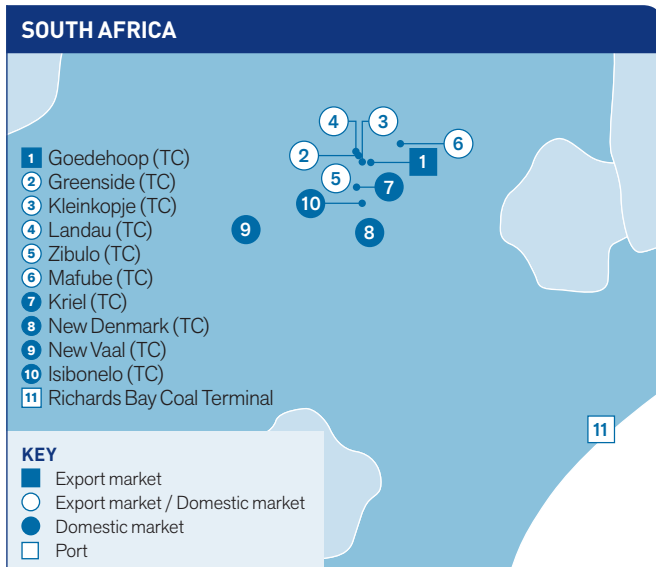 SOUTH AFRICA
4
3
2
6
1
5
7
10
9
8
11
1 Goedehoop (TC)
2 Greenside (TC)
3 Kleinkopje (TC)
4 Landau (TC)
5 Zibulo (TC)
6 Mafube (TC)
7 Kriel (TC)
8 New Denmark (TC)
9 New Vaal (TC)
10 Isibonelo (TC)
11 Richards Bay Coal Terminal
KEY
Export market
Export market / Domestic market
Domestic market
Port